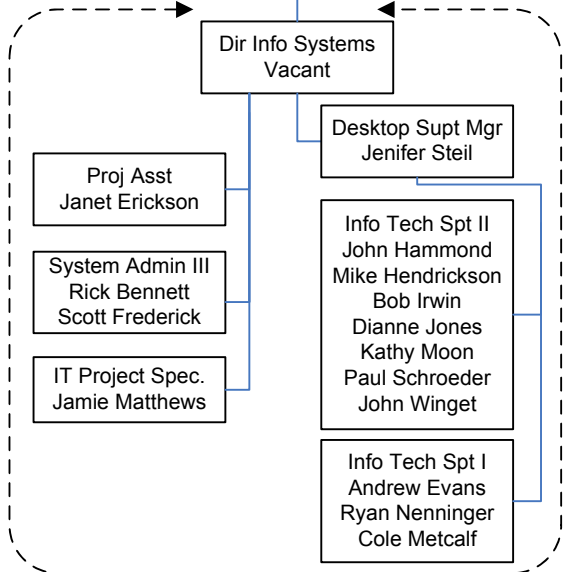 Dir Info Systems
Vacant
Desktop Supt Mgr
Jenifer Steil
Proj Asst
Janet Erickson
System Admin III
Rick Bennett
Scott Frederick
IT Project Spec.
Jamie Matthews
Info Tech Spt II
John Hammond
Mike Hendrickson
Bob Irwin
Dianne Jones
Kathy Moon
Paul Schroeder
John Winget
Info Tech Spt I
Andrew Evans
Ryan Nenninger
Cole Metcalf